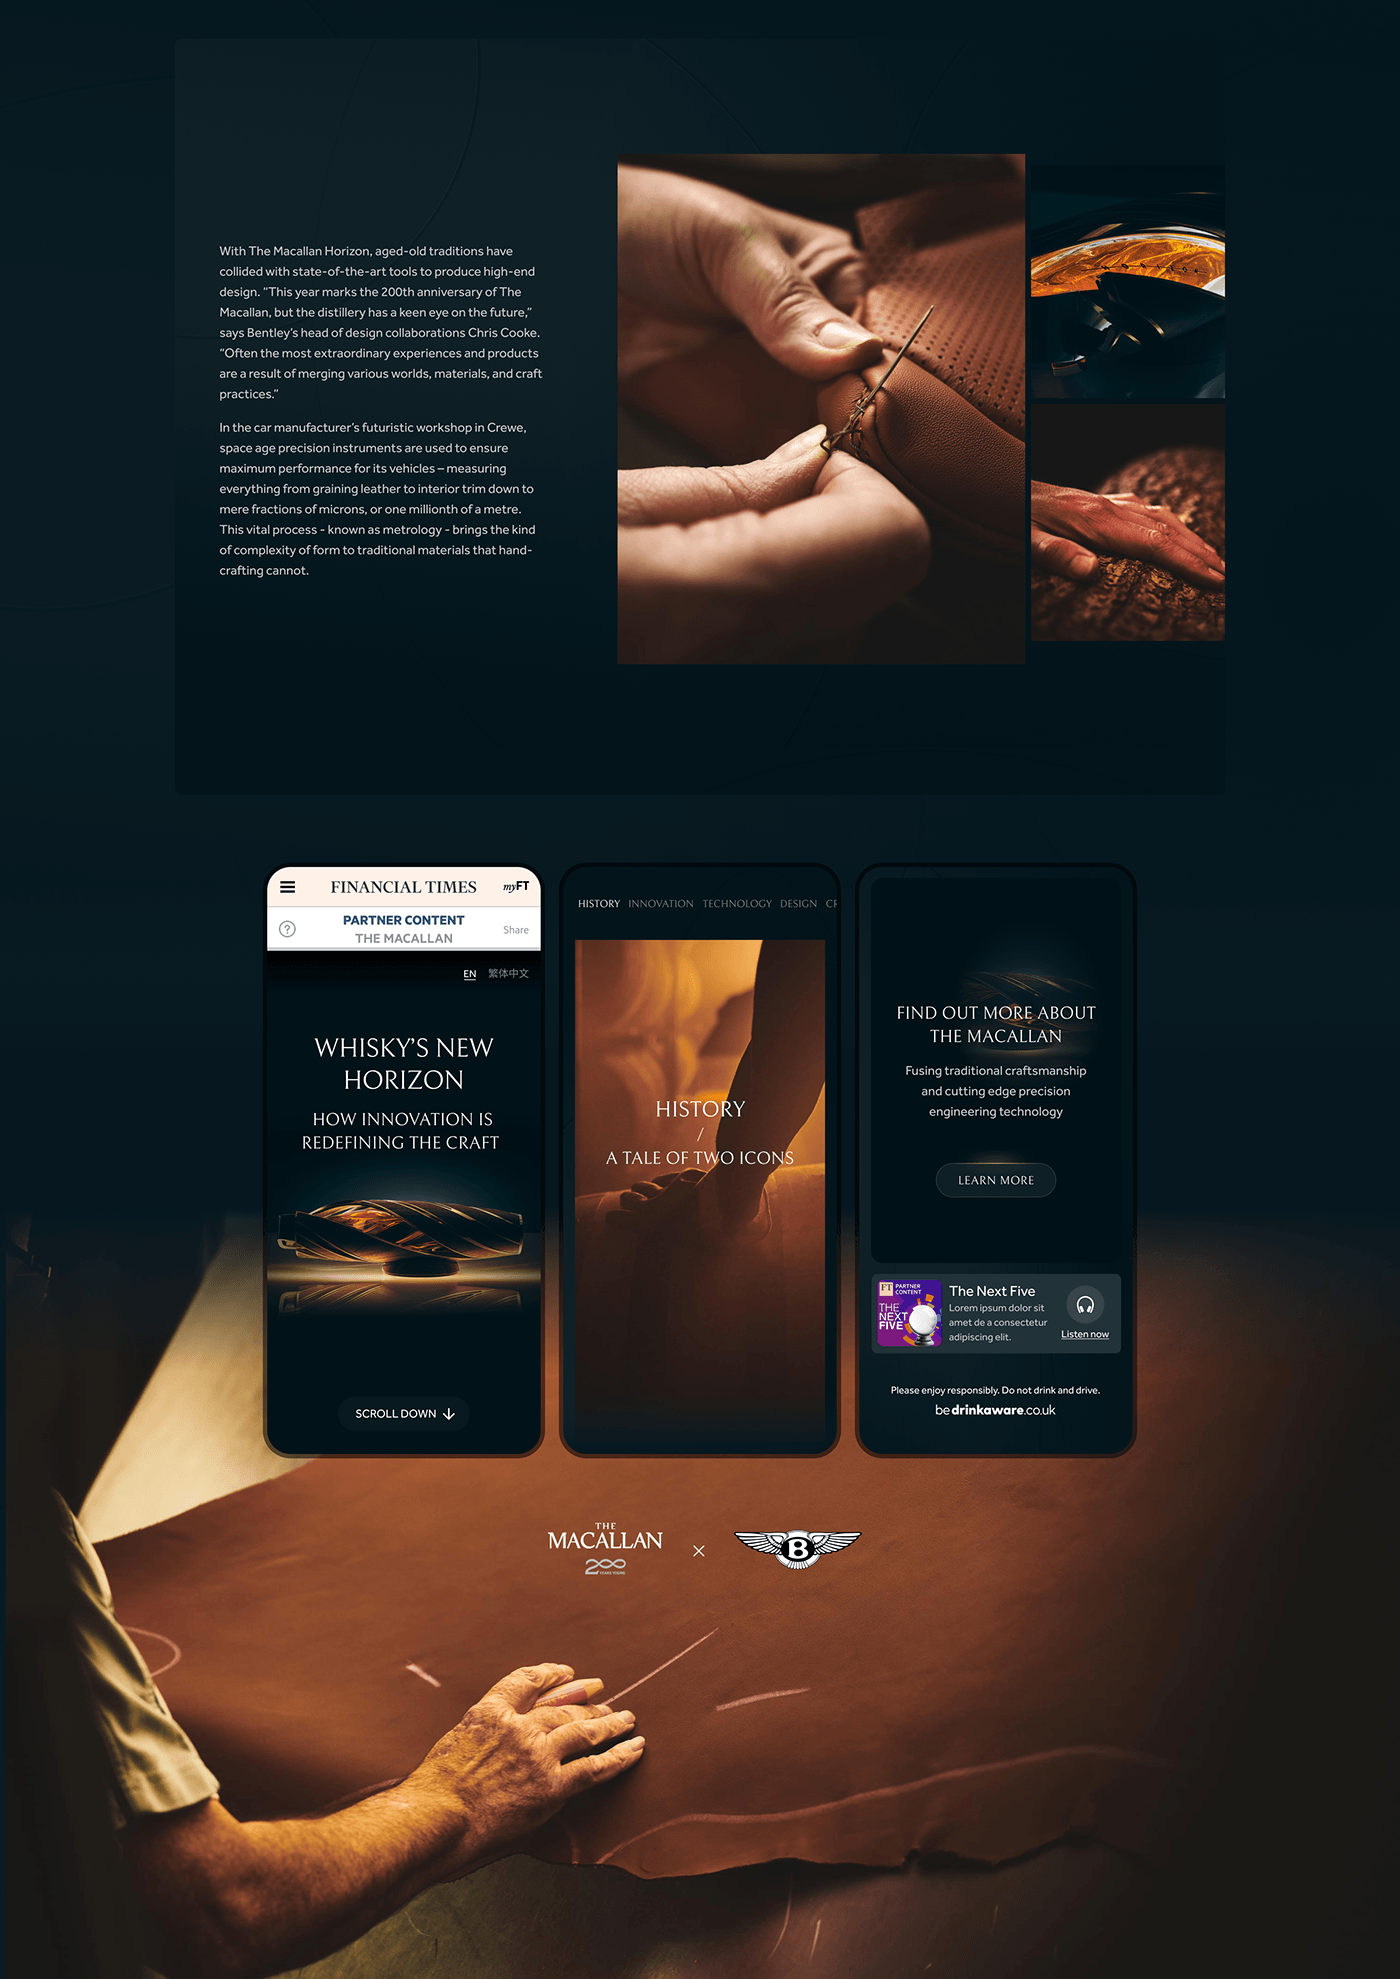 With The Macallan Horizon, aged-old traditions have
collided with state-of-the-art tools to produce high-end
design. “This year marks the 200th anniversary of The
Macallan, but the distillery has a keen eye on the future,”
says Bentley’s head of design collaborations Chris Cooke.
“Often the most extraordinary experiences and products
are a result of merging various worlds, materials, and craft
practices.”
In the car manufacturer’s futuristic workshop in Crewe,
space age precision instruments are used to ensure
maximum performance for its vehicles – measuring
everything from graining leather to interior trim down to
mere fractions of microns, or one millionth of a metre.
This vital process - known as metrology - brings the kind
of complexity of form to traditional materials that hand-
crafting cannot.
FINANCIAL TIMES
myFT
?
PARTNER CONTENT
THE MACALLAN
Share
EN 繁体中文
WHISKY’S NEW
HORIZON
HOW INNOVATION IS
REDEFINING THE CRAFT
SCROLL DOWN
HISTORY INNOVATION TECHNOLOGY DESIGN CR
HISTORY
/
A TALE OF TWO ICONS
FIND OUT MORE ABOUT
THE MACALLAN
Fusing traditional craftsmanship
and cutting edge precision
engineering technology
LEARN MORE
FT PARTNER
CONTENT
THE
NEXT
FIVE
The Next Five
Lorem ipsum dolor sit
amet de a consectetur
adipiscing elit.
Listen now
Please enjoy responsibly. Do not drink and drive.
be drinkaware.co.uk
THE
MACALLAN
200
YEARS YOUNG
×
B